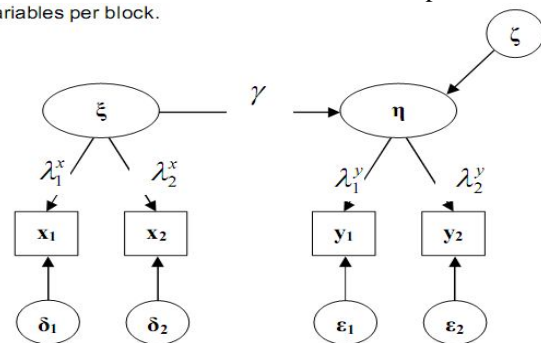 variables per block.
ζ
γ
ξ
η
λ₁ˣ
λ₂ˣ
λ₁ʸ
λ₂ʸ
x₁
x₂
y₁
y₂
δ₁
δ₂
ε₁
ε₂